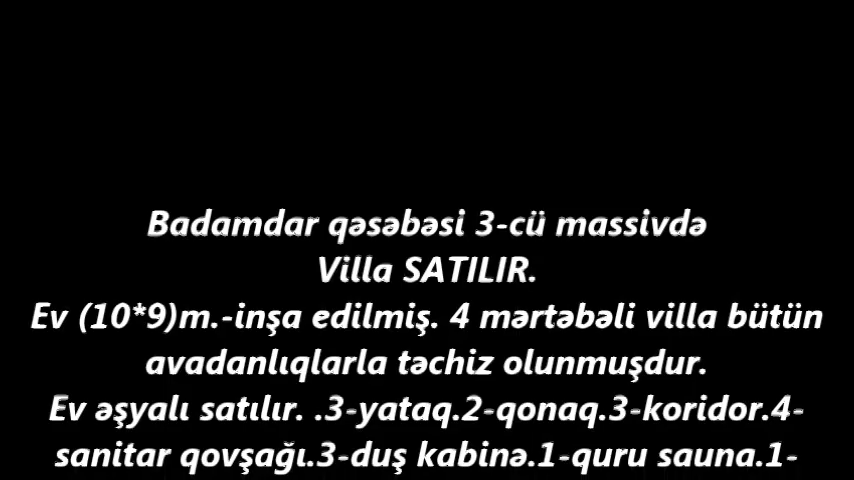 Badamdar qəsəbəsi 3-cü massivdə
Villa SATILIR.
Ev (10*9)m.-inşa edilmiş. 4 mərtəbəli villa bütün
avadanlıqlarla təchiz olunmuşdur.
Ev əşyalı satılır. .3-yataq.2-qonaq.3-koridor.4-
sanitar qovşağı.3-duş kabinə.1-quru sauna.1-